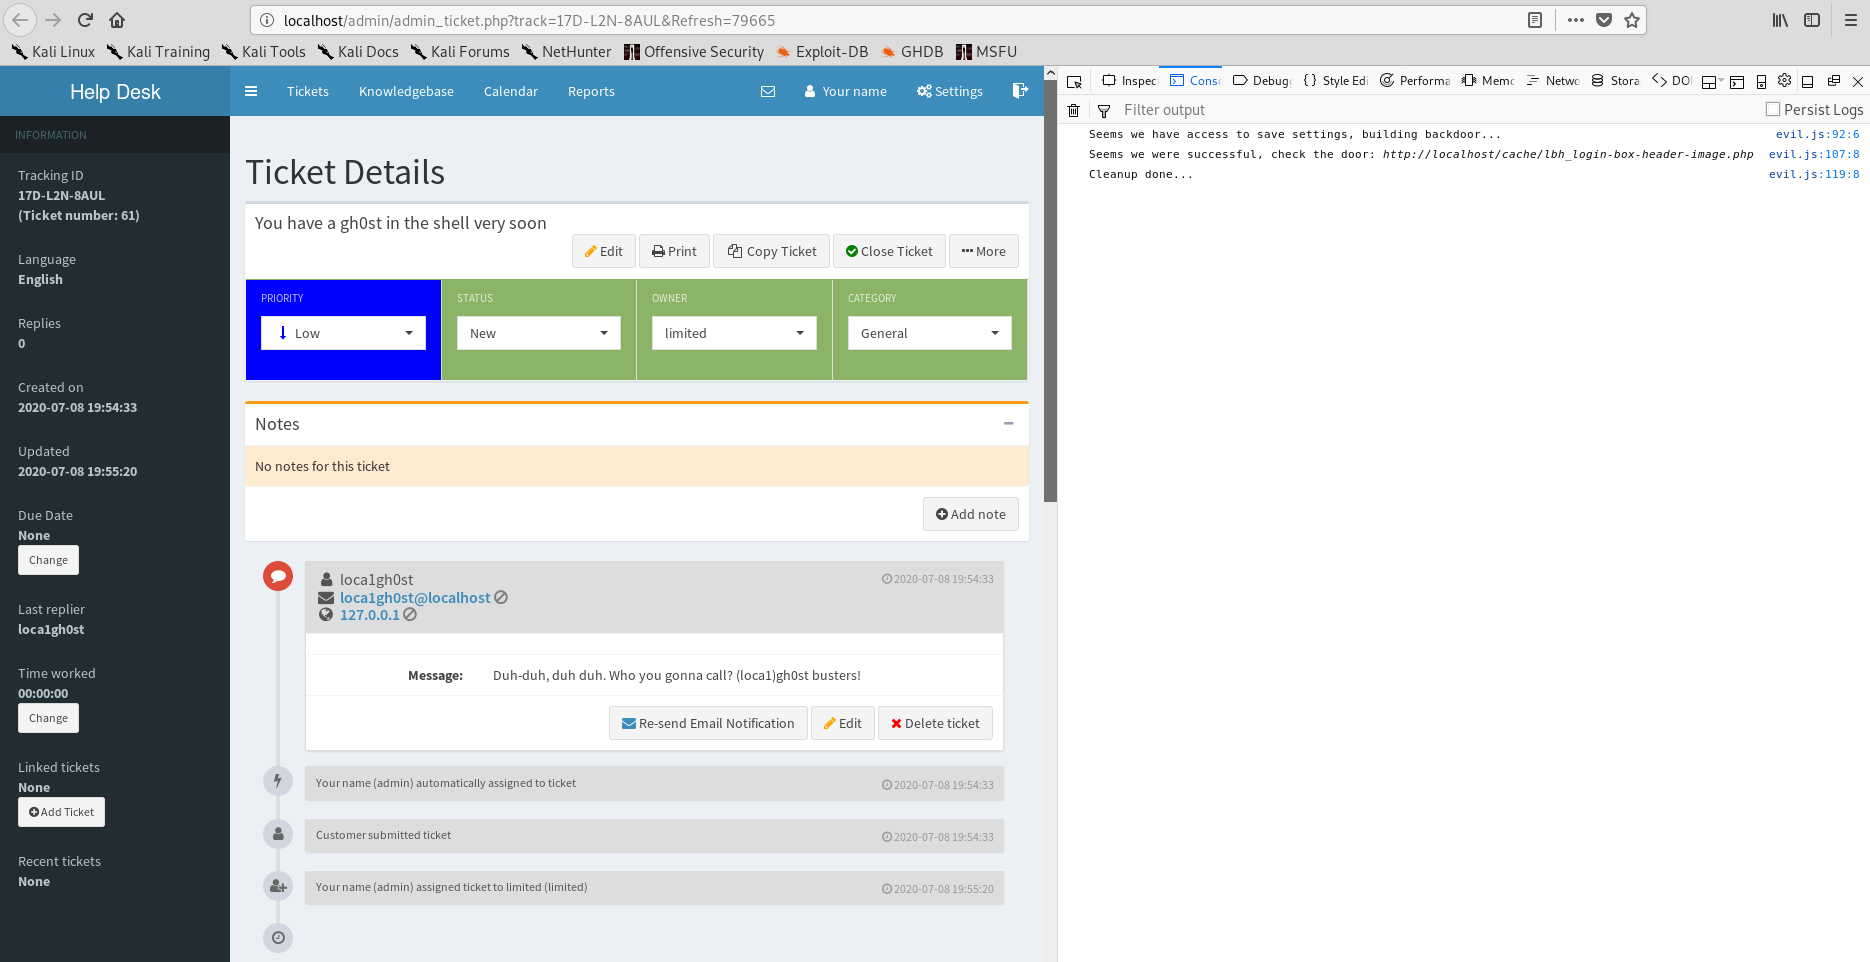 localhost/admin/admin_ticket.php?track=17D-L2N-8AUL&Refresh=79665
Kali Linux Kali Training Kali Tools Kali Docs Kali Forums NetHunter Offensive Security Exploit-DB GHDB MSFU
Help Desk
Tickets Knowledgebase Calendar Reports Your name Settings
INFORMATION
Tracking ID
17D-L2N-8AUL
(Ticket number: 61)
Language
English
Replies
0
Created on
2020-07-08 19:54:33
Updated
2020-07-08 19:55:20
Due Date
None
Change
Last replier
loca1gh0st
Time worked
00:00:00
Change
Linked tickets
None
Add Ticket
Recent tickets
None
Ticket Details
You have a gh0st in the shell very soon
Edit Print Copy Ticket Close Ticket More
PRIORITY STATUS OWNER CATEGORY
Low New limited General
Notes
No notes for this ticket
Add note
loca1gh0st 2020-07-08 19:54:33
loca1gh0st@localhost
127.0.0.1
Message: Duh-duh, duh duh. Who you gonna call? (loca1)gh0st busters!
Re-send Email Notification Edit Delete ticket
Your name (admin) automatically assigned to ticket 2020-07-08 19:54:33
Customer submitted ticket 2020-07-08 19:54:33
Your name (admin) assigned ticket to limited (limited) 2020-07-08 19:55:20
Inspec Conso Debug Style Edi Performa Memo Netwo Stora DO
Filter output Persist Logs
Seems we have access to save settings, building backdoor... evil.js:92:6
Seems we were successful, check the door: http://localhost/cache/lbh_login-box-header-image.php evil.js:107:8
Cleanup done... evil.js:119:8